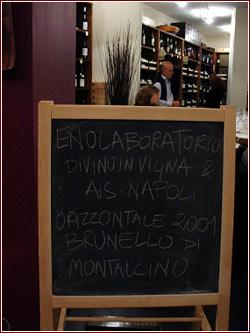 ENOLABORATORIO
DIVINOINVIGNA &
AIS-NAPOLI
ORIZZONTALE 2001
BRUNELLO DI
MONTALCINO